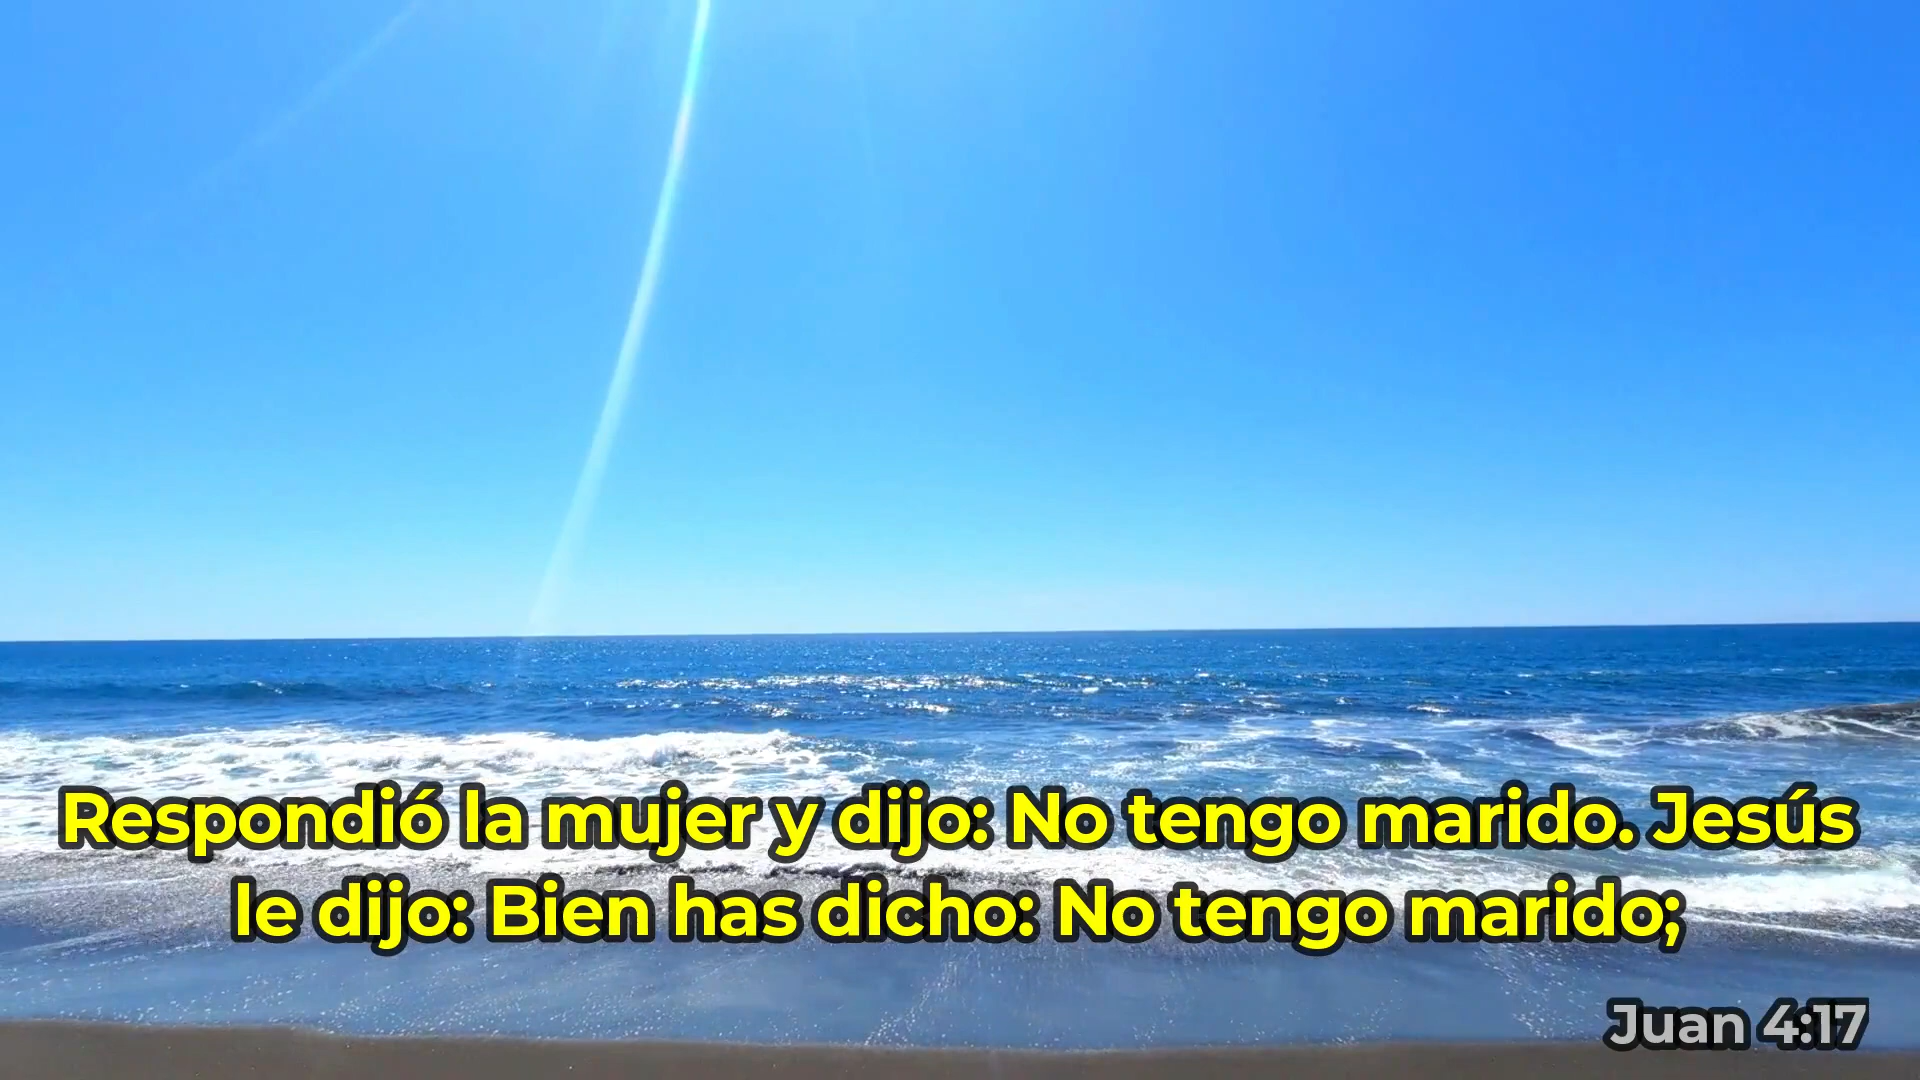 Respondió la mujer y dijo: No tengo marido. Jesús
le dijo: Bien has dicho: No tengo marido;
Juan 4:17